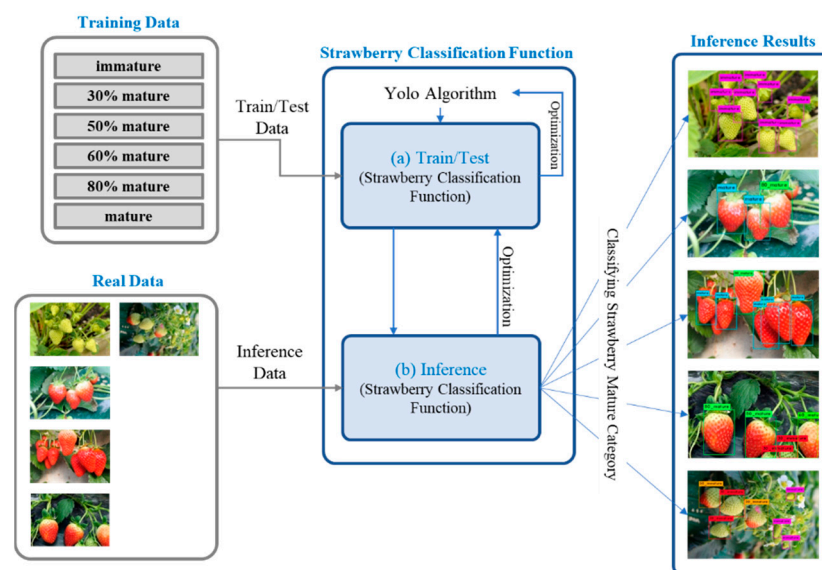 Training Data
immature
30% mature
50% mature
60% mature
80% mature
mature
Train/Test
Data
Real Data
Inference
Data
Strawberry Classification Function
Yolo Algorithm
Optimization
(a) Train/Test
(Strawberry Classification
Function)
Optimization
(b) Inference
(Strawberry Classification
Function)
Classifying Strawberry Mature Category
Inference Results